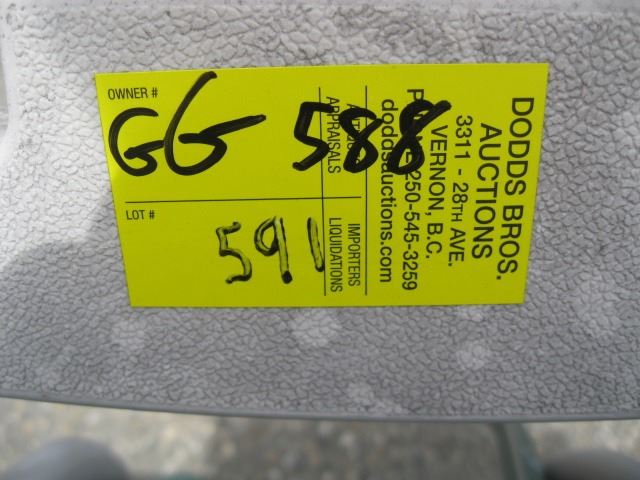 OWNER #
GG 588
LOT #
591
APPRAISALS
IMPORTERS
LIQUIDATIONS
DODDS BROS.
AUCTIONS
3311 - 28TH AVE.
VERNON, B.C.
250-545-3259
doddsauctions.com